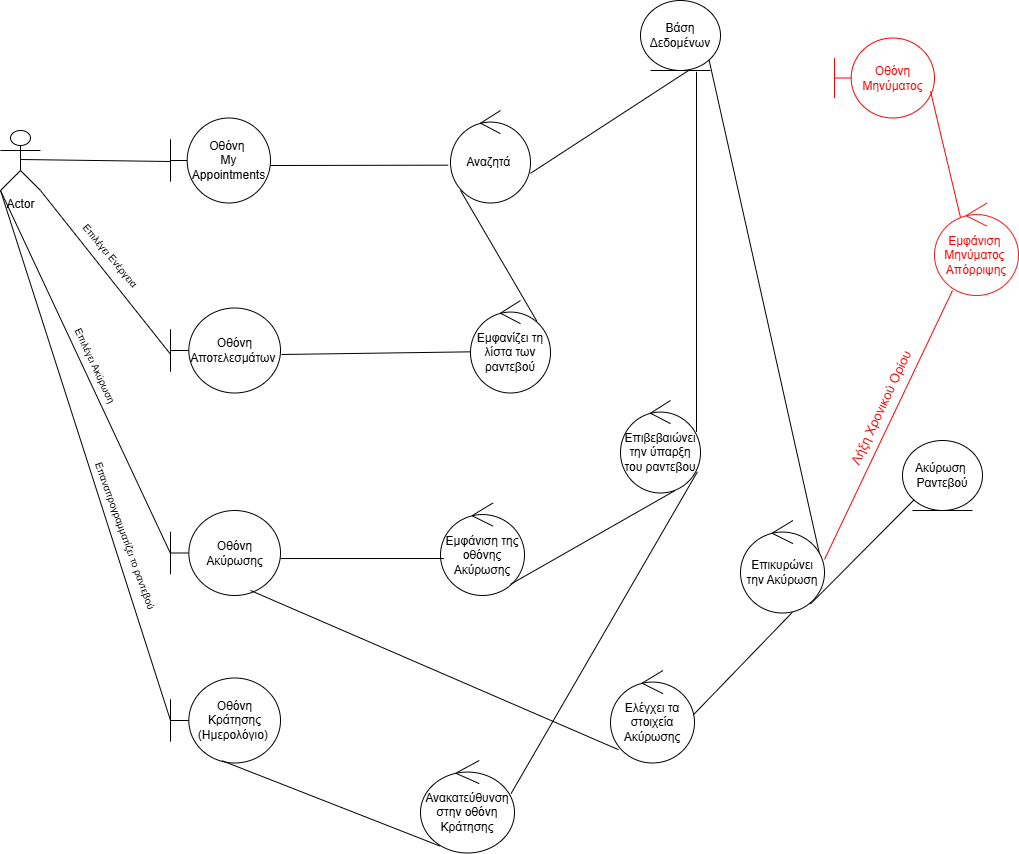 Βάση
Δεδομένων
Οθόνη
Μηνύματος
Οθόνη
My
Appointments
Αναζητά
Actor
Επιλέγει Ενέργεια
Εμφάνιση
Μηνύματος
Απόρριψης
Οθόνη
Αποτελεσμάτων
Εμφανίζει τη
λίστα των
ραντεβού
Επιλέγει Ακύρωση
Λήξη Χρονικού Ορίου
Επιβεβαιώνει
την ύπαρξη
του ραντεβου
Ακύρωση
Ραντεβού
Επαναπρογραμματίζει το ραντεβού
Οθόνη
Ακύρωσης
Εμφάνιση της
οθόνης
Ακύρωσης
Επικυρώνει
την Ακύρωση
Οθόνη
Κράτησης
(Ημερολόγιο)
Ελέγχει τα
στοιχεία
Ακύρωσης
Ανακατεύθυνση
στην οθόνη
Κράτησης